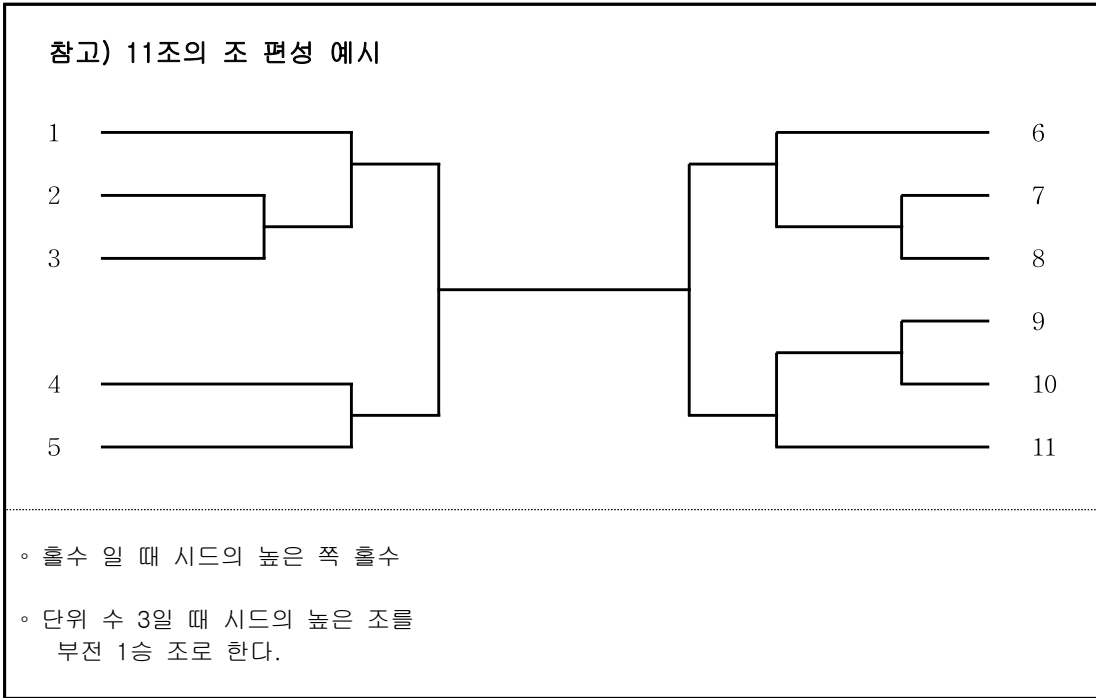 참고) 11조의 조 편성 예시
1
2
3
4
5
6
7
8
9
10
11
◦ 홀수 일 때 시드의 높은 쪽 홀수
◦ 단위 수 3일 때 시드의 높은 조를
부전 1승 조로 한다.